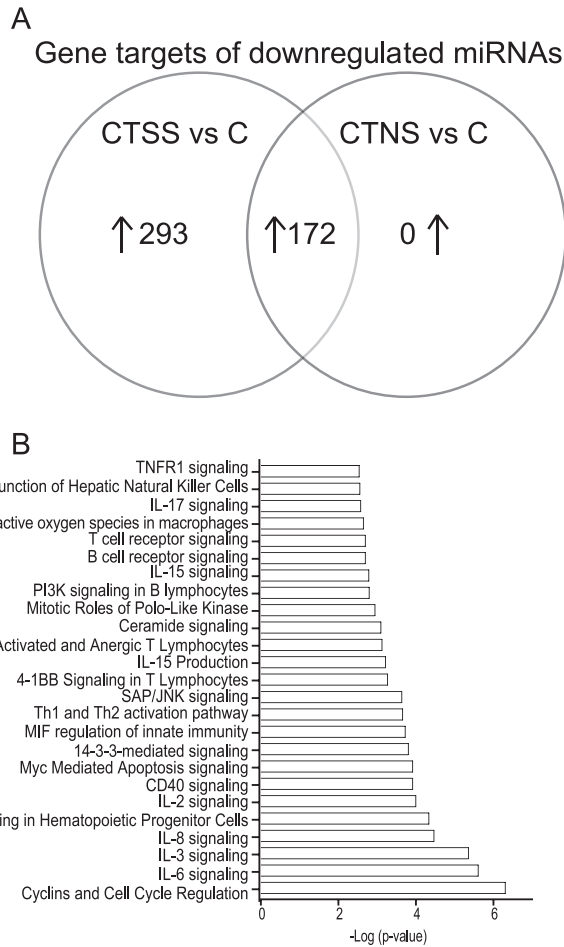 A
Gene targets of downregulated miRNAs
CTSS vs C
CTNS vs C
↑ 293
↑172
0 ↑
B
TNFR1 signaling
unction of Hepatic Natural Killer Cells
IL-17 signaling
active oxygen species in macrophages
T cell receptor signaling
B cell receptor signaling
IL-15 signaling
PI3K signaling in B lymphocytes
Mitotic Roles of Polo-Like Kinase
Ceramide signaling
Activated and Anergic T Lymphocytes
IL-15 Production
4-1BB Signaling in T Lymphocytes
SAP/JNK signaling
Th1 and Th2 activation pathway
MIF regulation of innate immunity
14-3-3-mediated signaling
Myc Mediated Apoptosis signaling
CD40 signaling
IL-2 signaling
ing in Hematopoietic Progenitor Cells
IL-8 signaling
IL-3 signaling
IL-6 signaling
Cyclins and Cell Cycle Regulation
0 2 4 6
-Log (p-value)